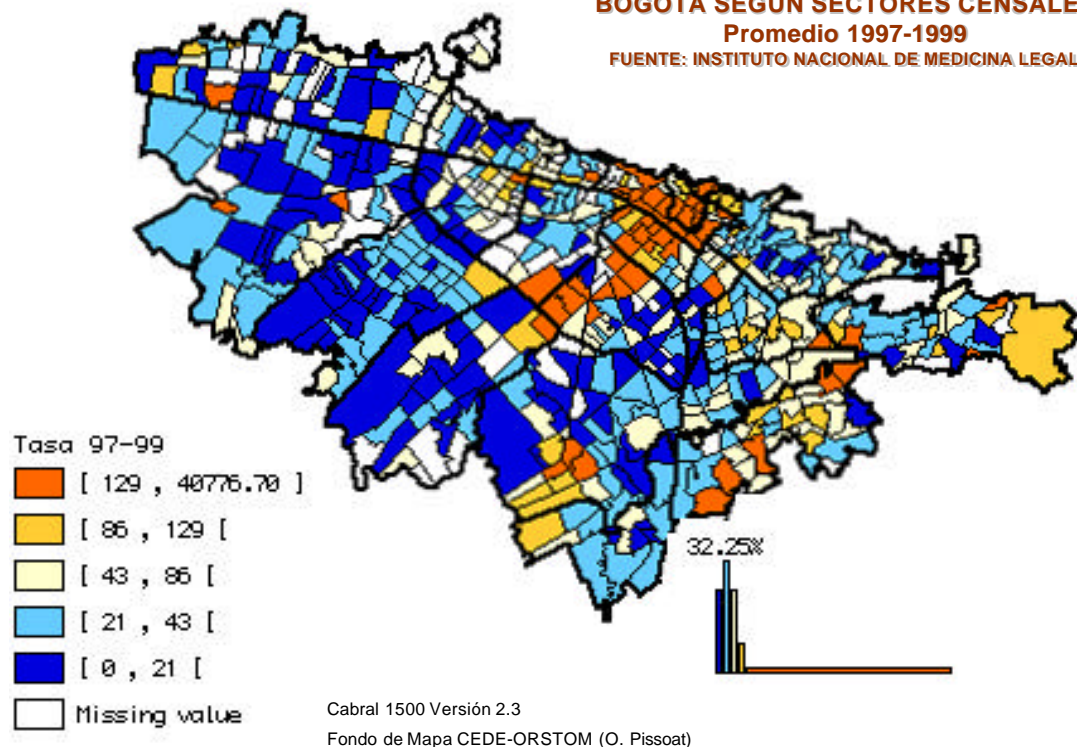 BOGOTÁ SEGÚN SECTORES CENSALE
Promedio 1997-1999
FUENTE: INSTITUTO NACIONAL DE MEDICINA LEGAL
Tasa 97-99
[ 129 , 40776.70 ]
[ 86 , 129 [
[ 43 , 86 [
[ 21 , 43 [
[ 0 , 21 [
Missing value
32.25%
Cabral 1500 Versión 2.3
Fondo de Mapa CEDE-ORSTOM (O. Pissoat)